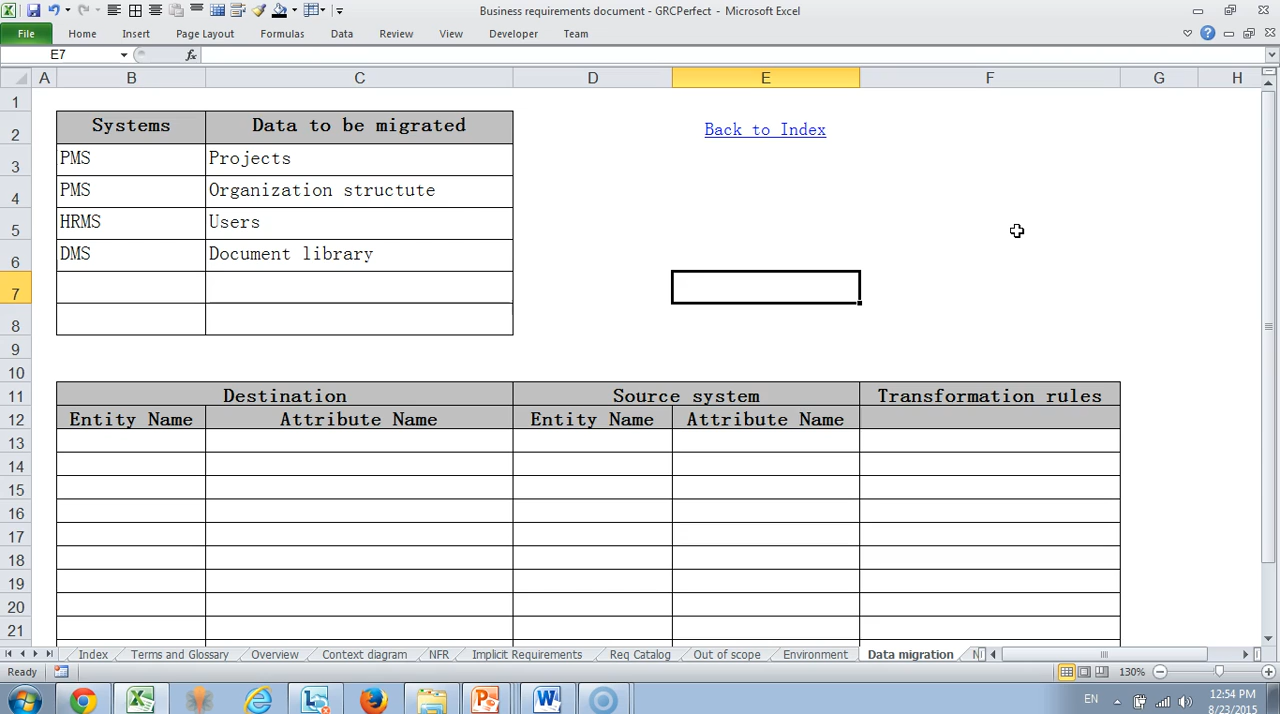 Business requirements document - GRCPerfect - Microsoft Excel
File Home Insert Page Layout Formulas Data Review View Developer Team
E7 fx
A B C D E F G H
1
2 Systems Data to be migrated Back to Index
3 PMS Projects
4 PMS Organization structute
5 HRMS Users
6 DMS Document library
7
8
9
10
11 Destination Source system Transformation rules
12 Entity Name Attribute Name Entity Name Attribute Name
13
14
15
16
17
18
19
20
21
Index Terms and Glossary Overview Context diagram NFR Implicit Requirements Req Catalog Out of scope Environment Data migration
Ready 130%
EN 12:54 PM
8/23/2015